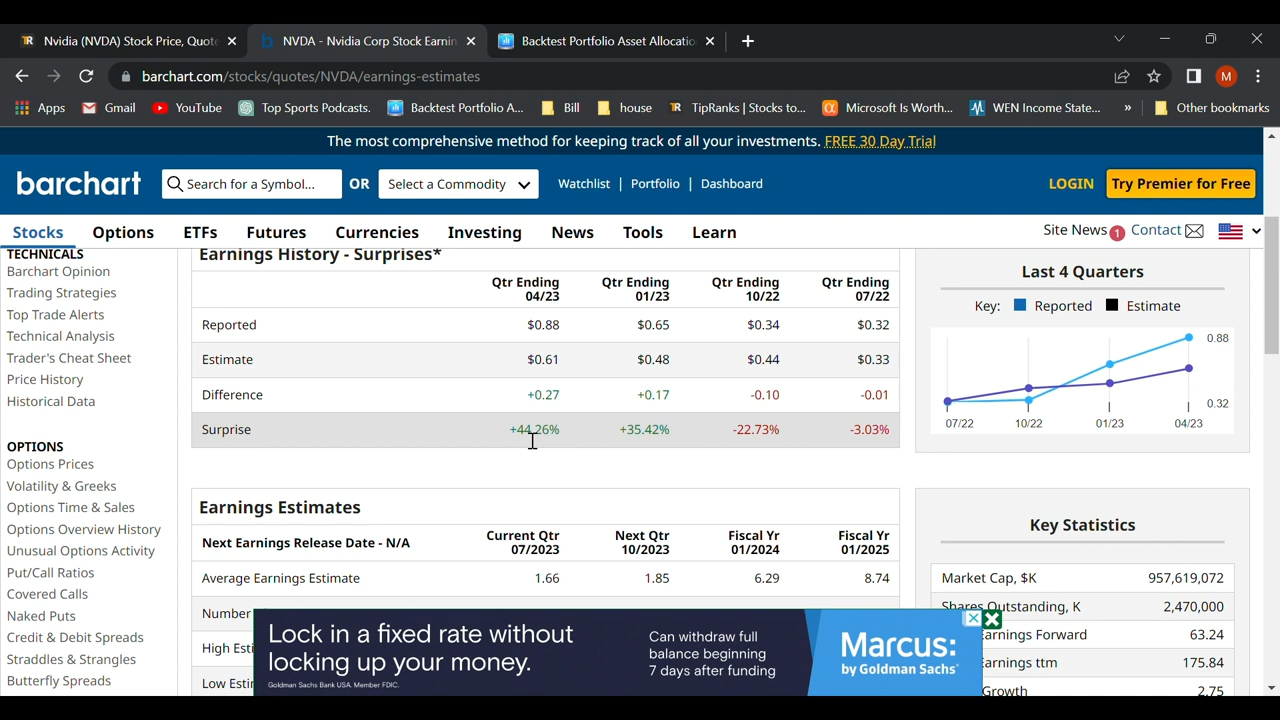 Nvidia (NVDA) Stock Price, Quote
NVDA - Nvidia Corp Stock Earnin
Backtest Portfolio Asset Allocatio
barchart.com/stocks/quotes/NVDA/earnings-estimates
M
Apps Gmail YouTube Top Sports Podcasts. Backtest Portfolio A... Bill house TipRanks | Stocks to... Microsoft Is Worth... WEN Income State... » Other bookmarks
The most comprehensive method for keeping track of all your investments. FREE 30 Day Trial
barchart Search for a Symbol... OR Select a Commodity Watchlist | Portfolio | Dashboard LOGIN Try Premier for Free
Stocks Options ETFs Futures Currencies Investing News Tools Learn Site News 1 Contact
TECHNICALS
Barchart Opinion
Trading Strategies
Top Trade Alerts
Technical Analysis
Trader's Cheat Sheet
Price History
Historical Data
OPTIONS
Options Prices
Volatility & Greeks
Options Time & Sales
Options Overview History
Unusual Options Activity
Put/Call Ratios
Covered Calls
Naked Puts
Credit & Debit Spreads
Straddles & Strangles
Butterfly Spreads
Earnings History - Surprises*
Qtr Ending Qtr Ending Qtr Ending Qtr Ending
04/23 01/23 10/22 07/22
Reported $0.88 $0.65 $0.34 $0.32
Estimate $0.61 $0.48 $0.44 $0.33
Difference +0.27 +0.17 -0.10 -0.01
Surprise +44.26% +35.42% -22.73% -3.03%
Earnings Estimates
Next Earnings Release Date - N/A
Current Qtr Next Qtr Fiscal Yr Fiscal Yr
07/2023 10/2023 01/2024 01/2025
Average Earnings Estimate 1.66 1.85 6.29 8.74
Number
High Esti
Low Estir
Last 4 Quarters
Key: Reported Estimate
0.88
0.32
07/22 10/22 01/23 04/23
Key Statistics
Market Cap, $K 957,619,072
Shares Outstanding, K 2,470,000
Earnings Forward 63.24
Earnings ttm 175.84
Growth 2.75
Lock in a fixed rate without
locking up your money.
Goldman Sachs Bank USA. Member FDIC.
Can withdraw full
balance beginning
7 days after funding
Marcus:
by Goldman Sachs®